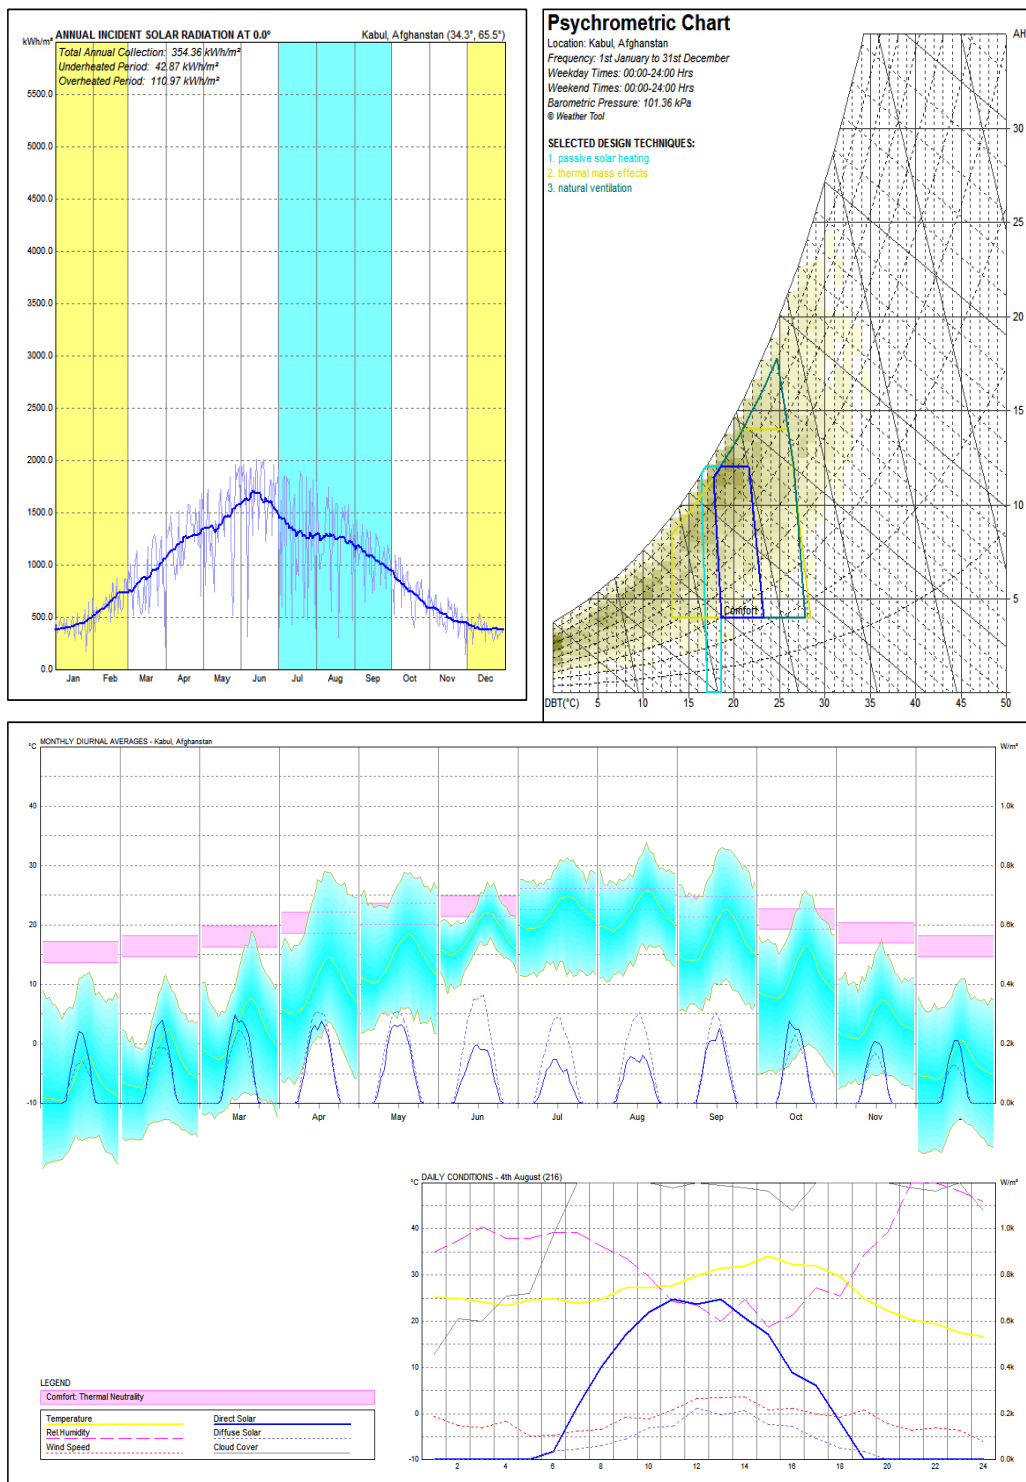 ANNUAL INCIDENT SOLAR RADIATION AT 0.0° Kabul, Afghanistan (34.3°, 65.5°)
kWh/m²
Total Annual Collection: 354.36 kWh/m²
Underheated Period: 42.87 kWh/m²
Overheated Period: 110.97 kWh/m²
5500.0
5000.0
4500.0
4000.0
3500.0
3000.0
2500.0
2000.0
1500.0
1000.0
500.0
0.0
Jan Feb Mar Apr May Jun Jul Aug Sep Oct Nov Dec
Psychrometric Chart
Location: Kabul, Afghanstan
Frequency: 1st January to 31st December
Weekday Times: 00:00-24:00 Hrs
Weekend Times: 00:00-24:00 Hrs
Barometric Pressure: 101.36 kPa
© Weather Tool
SELECTED DESIGN TECHNIQUES:
1. passive solar heating
2. thermal mass effects
3. natural ventilation
AH
30
25
20
15
10
5
Comfort
DBT(°C) 5 10 15 20 25 30 35 40 45 50
MONTHLY DIURNAL AVERAGES - Kabul, Afghanstan
°C W/m²
40 1.0k
30 0.8k
20 0.6k
10 0.4k
0 0.2k
-10 0.0k
Mar Apr May Jun Jul Aug Sep Oct Nov
DAILY CONDITIONS - 4th August (216)
°C W/m²
40 1.0k
30 0.8k
20 0.6k
10 0.4k
0 0.2k
-10 0.0k
2 4 6 8 10 12 14 16 18 20 22 24
LEGEND
Comfort: Thermal Neutrality
Temperature Direct Solar
Rel.Humidity Diffuse Solar
Wind Speed Cloud Cover